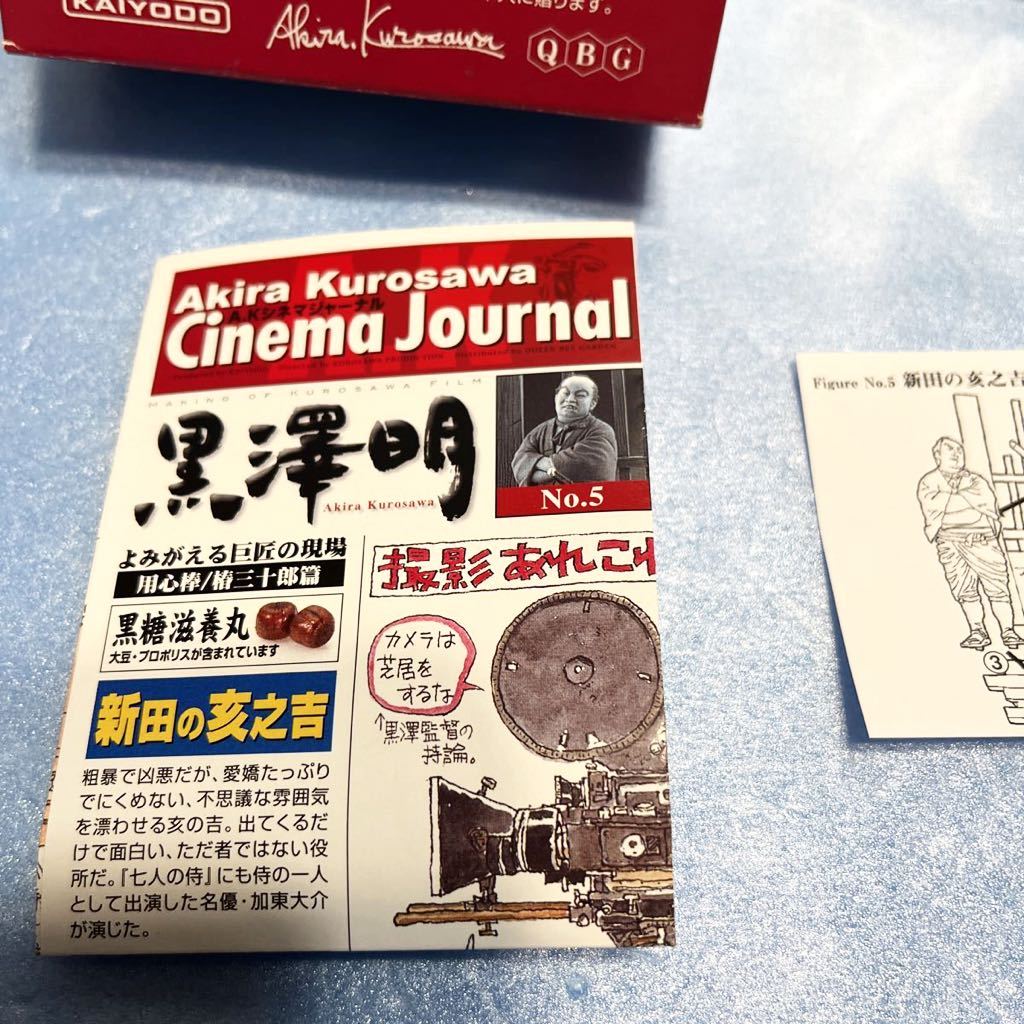 人に贈ります。
KAIYODO
Akira.Kurosawa
QBG
Akira Kurosawa
A.Kシネマジャーナル
Cinema Journal
MAKING OF KUROSAWA FILM
黒澤明
Akira Kurosawa
No.5
よみがえる巨匠の現場
用心棒/椿三十郎篇
黒糖滋養丸
大豆・プロポリスが含まれています
新田の亥之吉
粗暴で凶悪だが、愛嬌たっぷり
でにくめない、不思議な雰囲気
を漂わせる亥の吉。出てくるだ
けで面白い、ただ者ではない役
所だ。『七人の侍』にも侍の一人
として出演した名優・加東大介
が演じた。
撮影あれこれ
カメラは
芝居を
するな
↑黒澤監督の
持論。
Figure No.5 新田の亥之吉
③